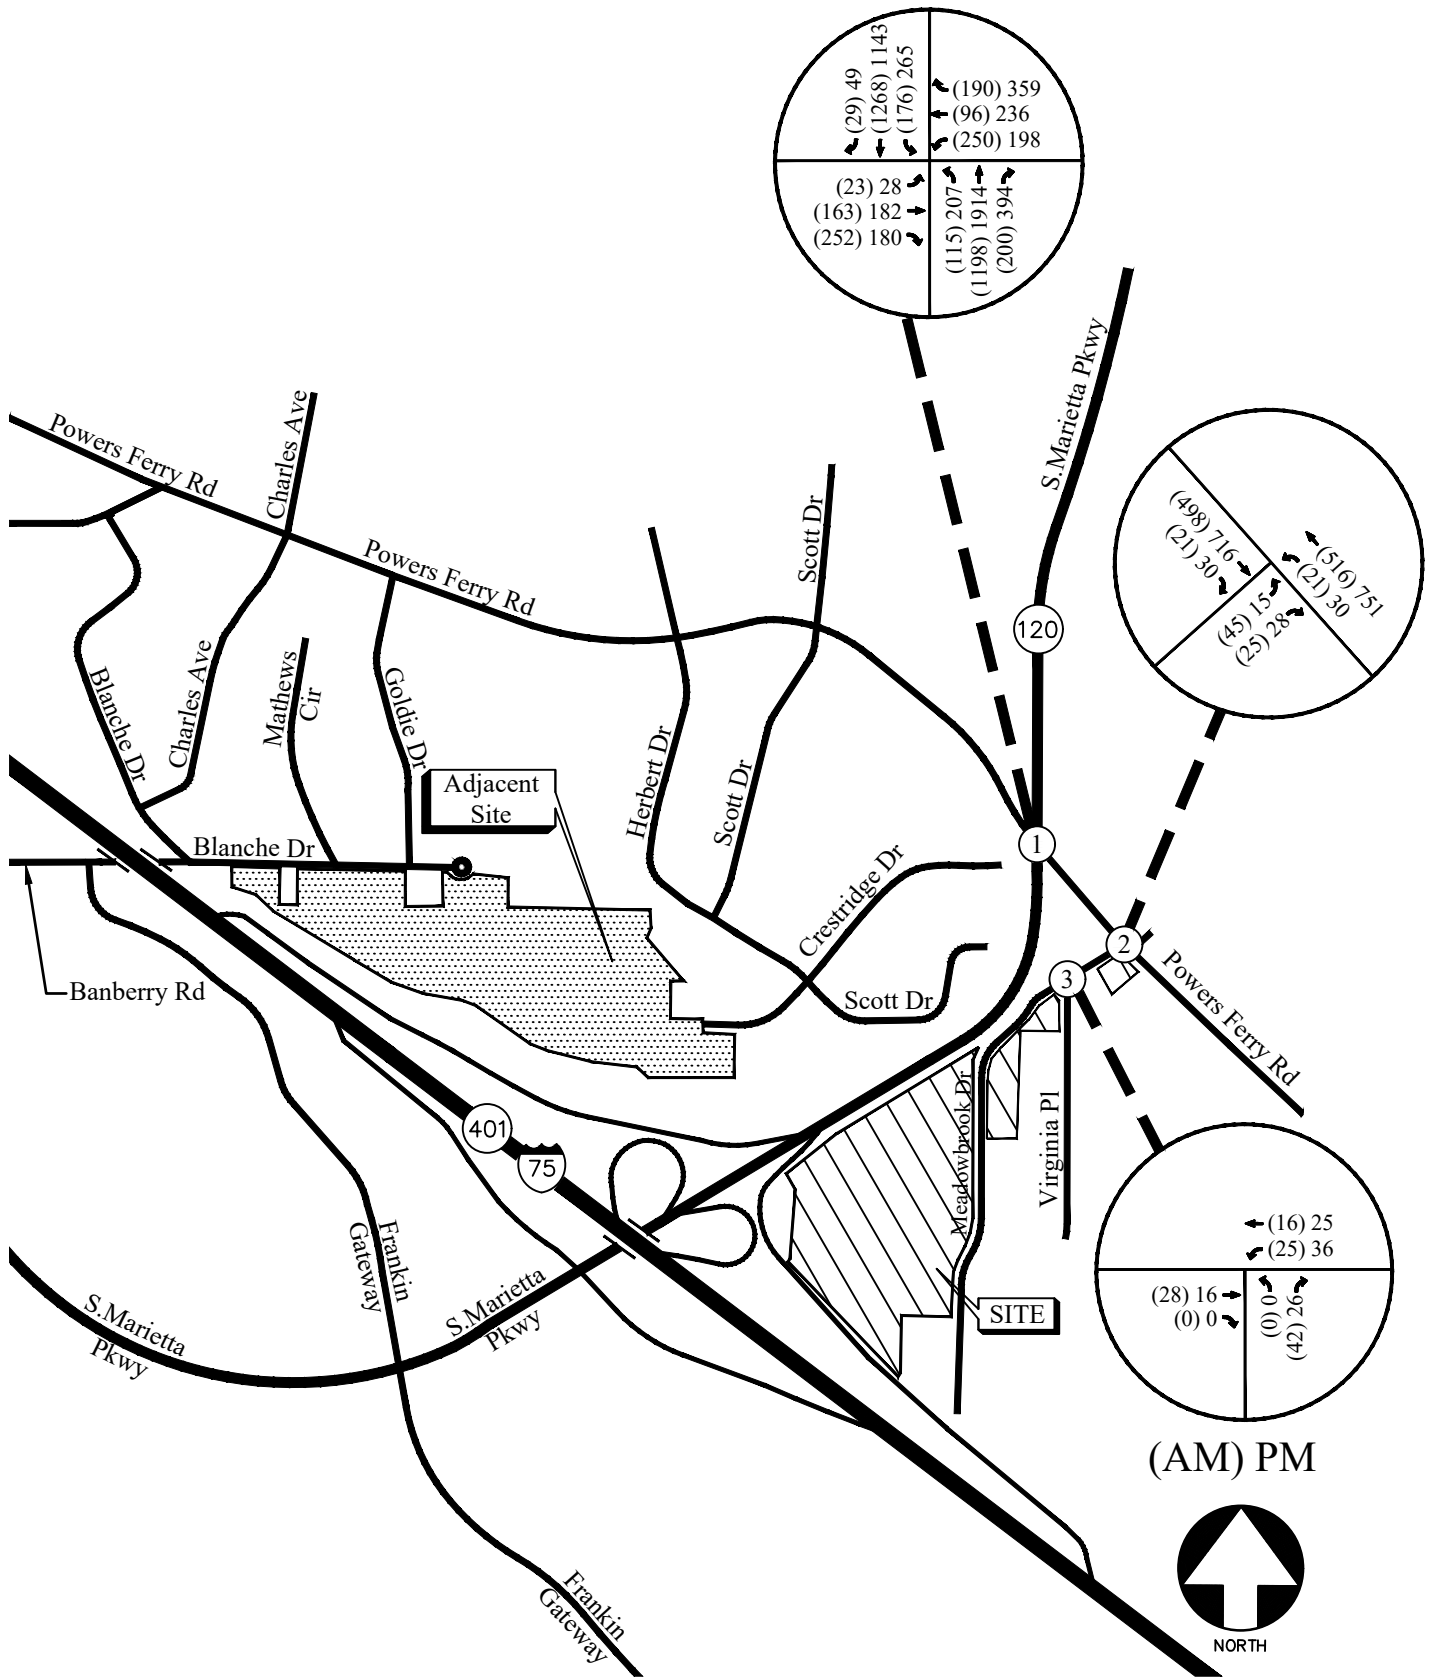 (29) 49
(1268) 1143
(176) 265
(190) 359
(96) 236
(250) 198
(23) 28
(163) 182
(252) 180
(115) 207
(1198) 1914
(200) 394
S.Marietta Pkwy
Powers Ferry Rd
Charles Ave
Powers Ferry Rd
Scott Dr
(498) 716
(21) 30
(516) 751
(21) 30
(45) 15
(25) 28
120
Blanche Dr
Charles Ave
Mathews
Cir
Goldie Dr
Herbert Dr
Scott Dr
Adjacent
Site
Blanche Dr
Crestridge Dr
1
2
3
Banberry Rd
Scott Dr
Powers Ferry Rd
Meadowbrook Dr
Virginia Pl
401
75
Frankin
Gateway
S.Marietta
Pkwy
S.Marietta
Pkwy
SITE
(16) 25
(25) 36
(28) 16
(0) 0
(0) 0
(42) 26
(AM) PM
Frankin
Gateway
NORTH